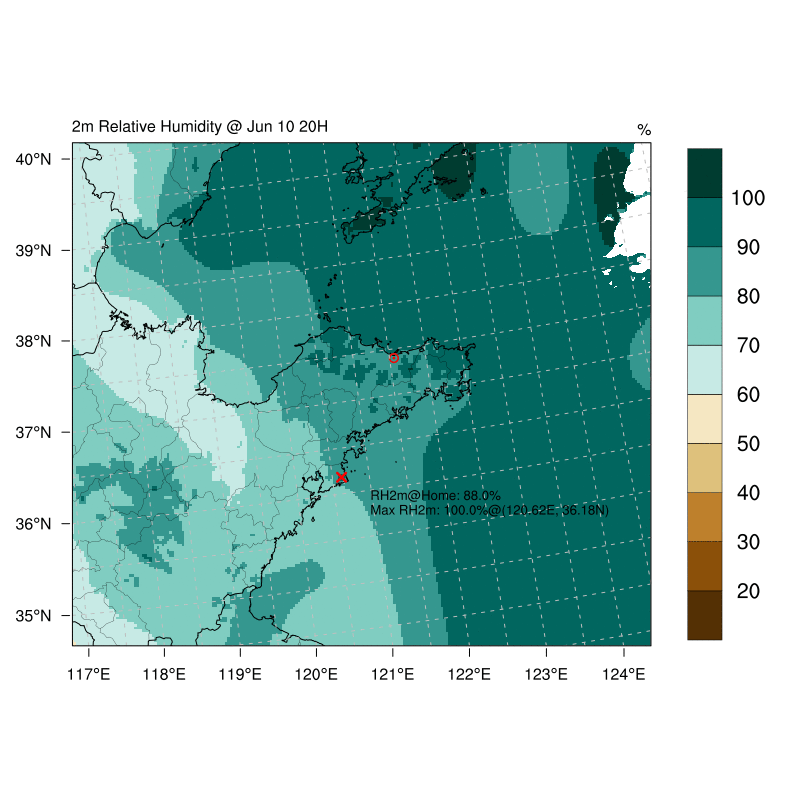 2m Relative Humidity @ Jun 10 20H
%
40°N
39°N
38°N
37°N
36°N
35°N
117°E
118°E
119°E
120°E
121°E
122°E
123°E
124°E
RH2m@Home: 88.0%
Max RH2m: 100.0%@(120.62E, 36.18N)
100
90
80
70
60
50
40
30
20